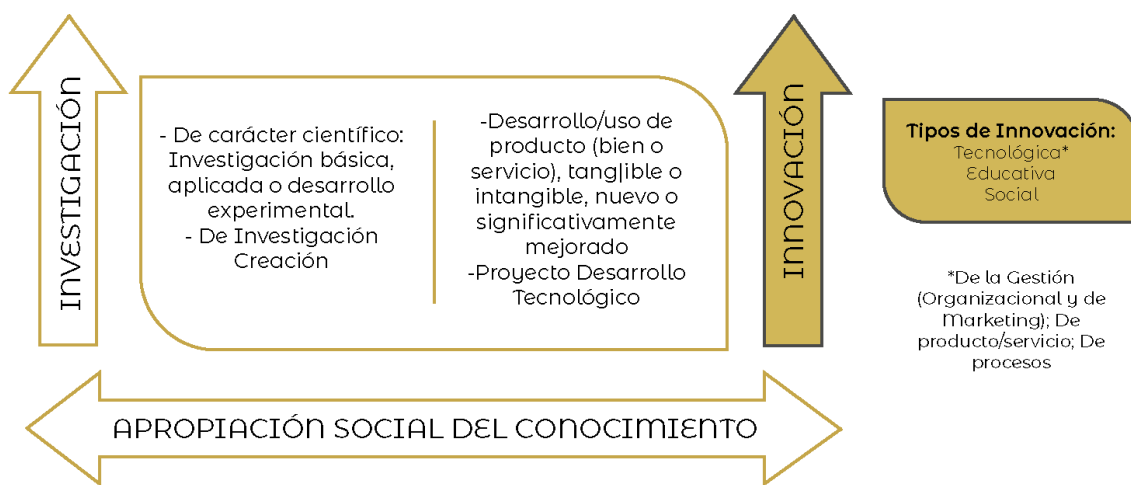 INVESTIGACIÓN
- De carácter científico:
Investigación básica,
aplicada o desarrollo
experimental.
- De Investigación
Creación
-Desarrollo/uso de
producto (bien o
servicio), tang|ible o
intangible, nuevo o
significativamente
mejorado
-Proyecto Desarrollo
Tecnológico
INNOVACIÓN
Tipos de Innovación:
Tecnológica*
Educativa
Social
*De la Gestión
(Organizacional y de
Marketing); De
producto/servicio; De
procesos
APROPIACIÓN SOCIAL DEL CONOCIMIENTO